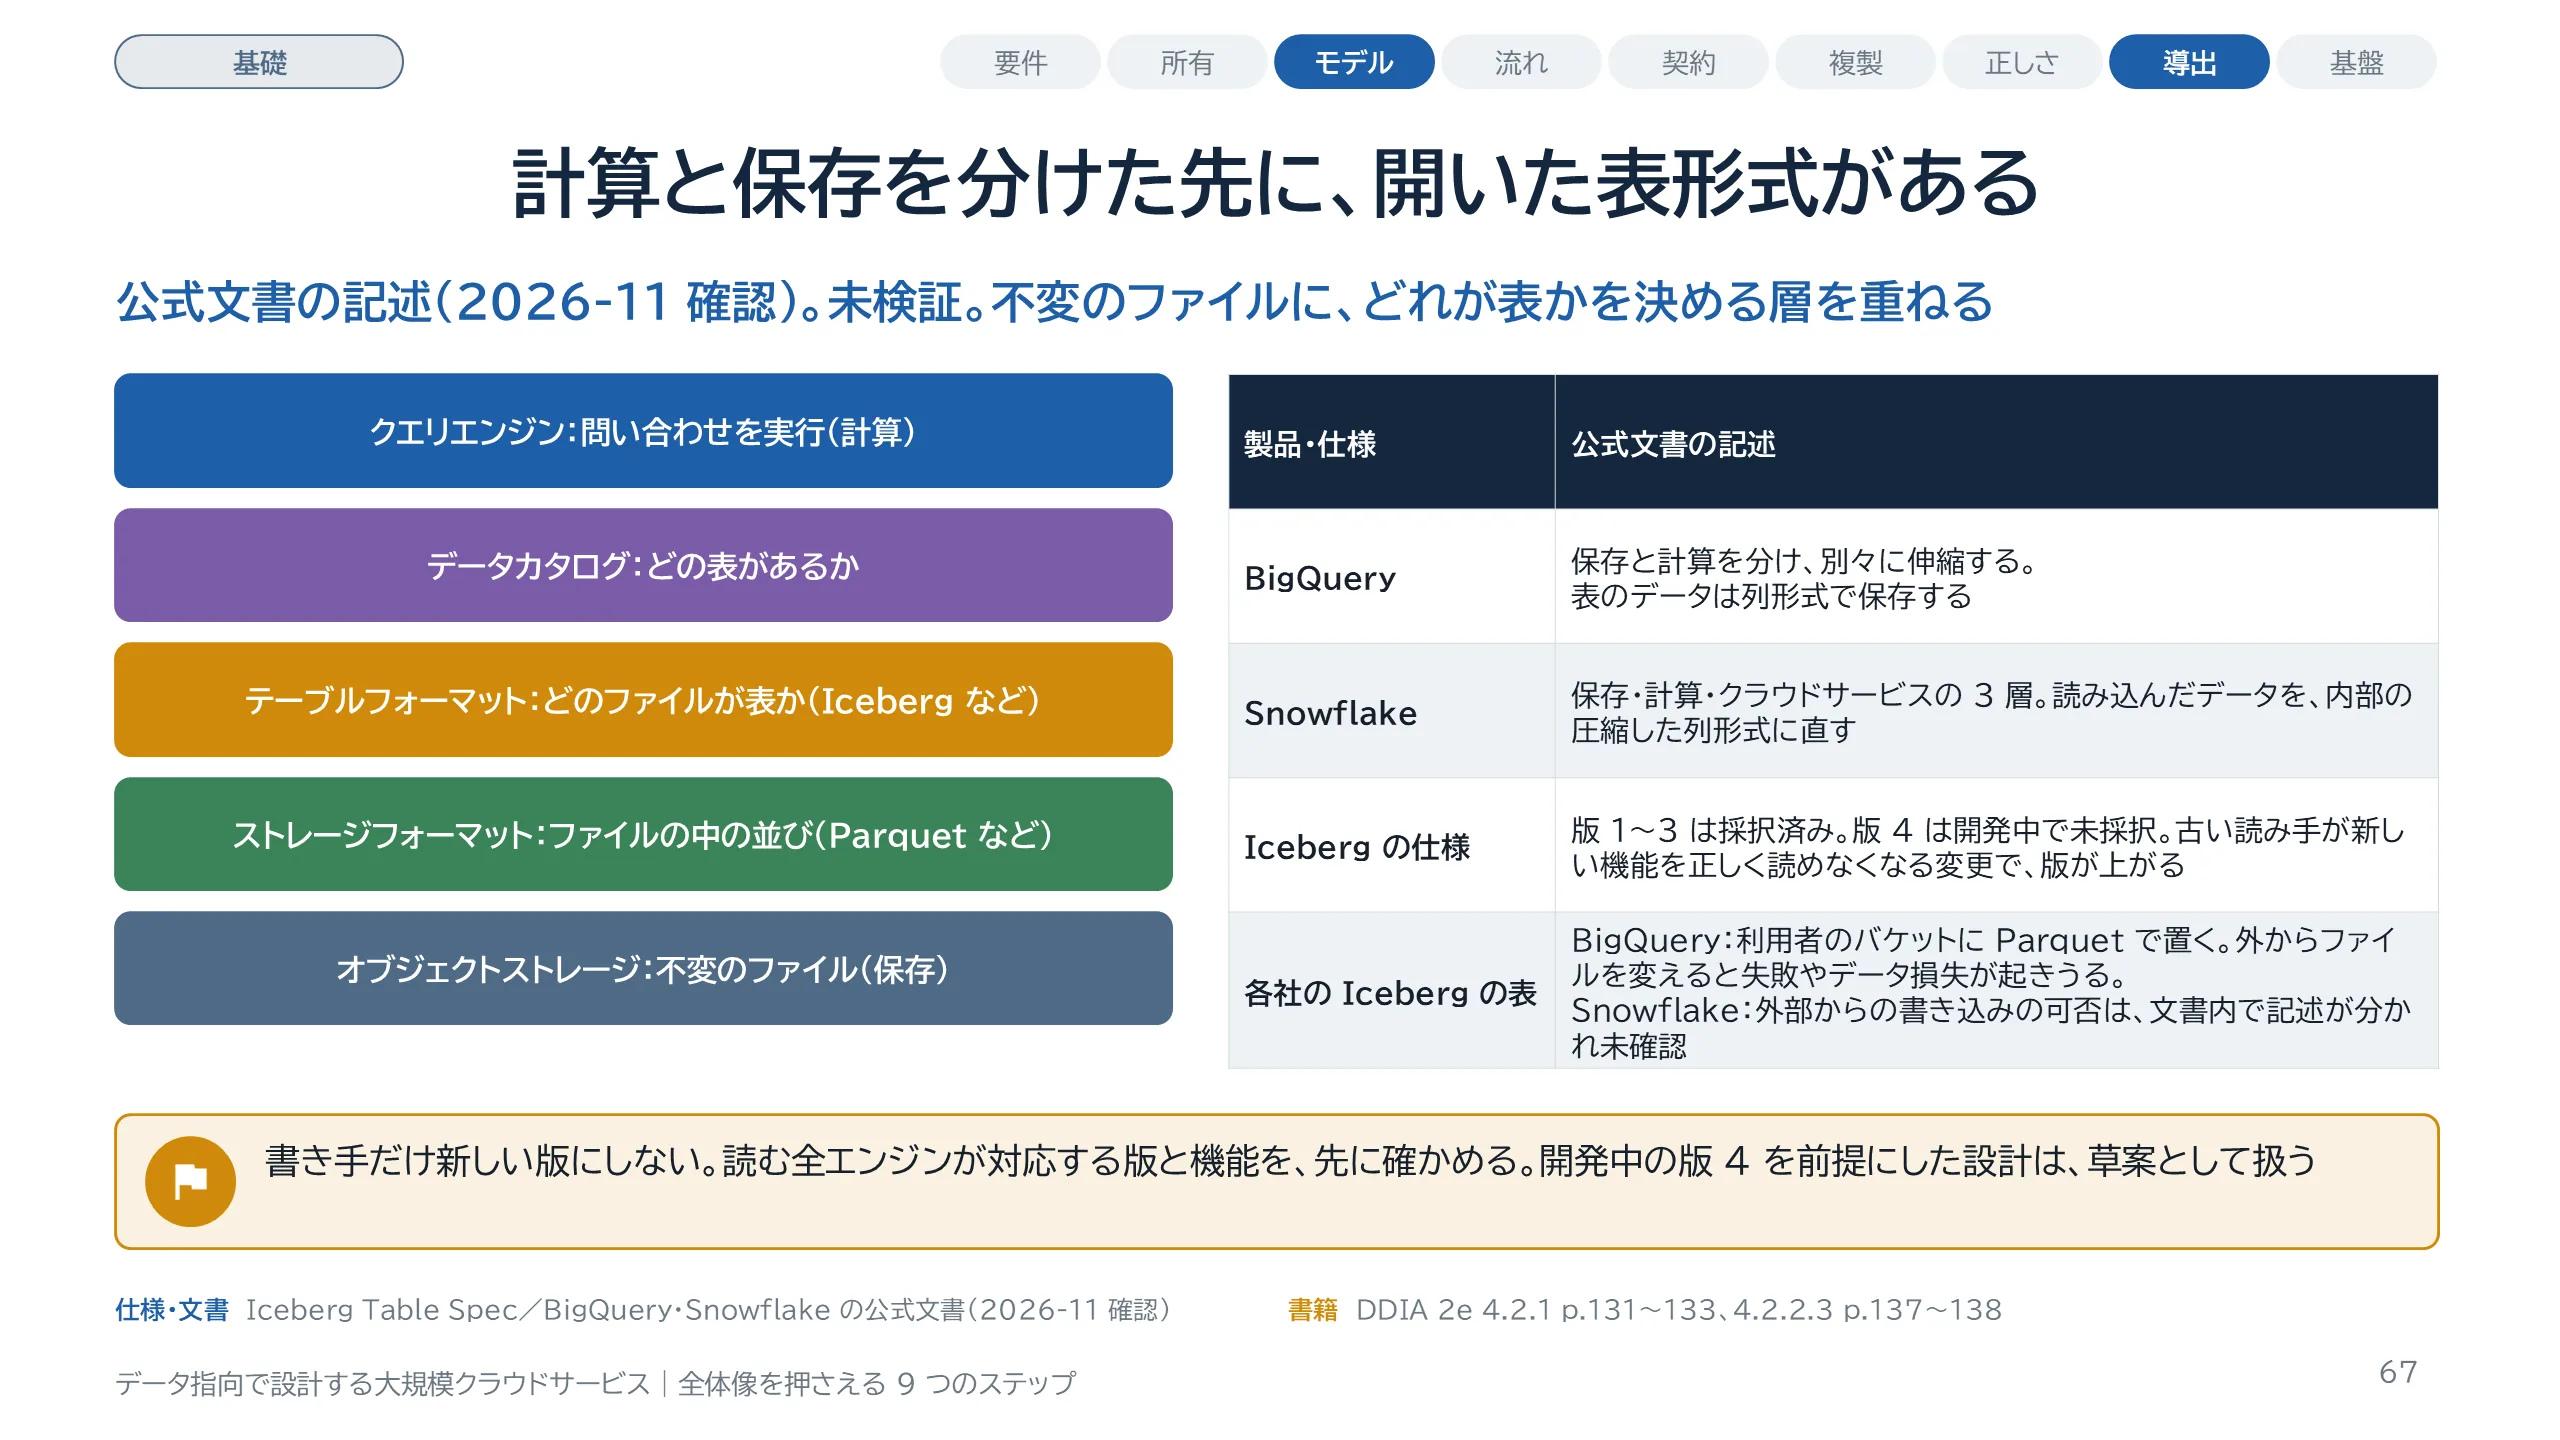 基礎
要件
所有
モデル
流れ
契約
複製
正しさ
導出
基盤
計算と保存を分けた先に、開いた表形式がある
公式文書の記述（2026-11 確認）。未検証。不変のファイルに、どれが表かを決める層を重ねる
クエリエンジン：問い合わせを実行（計算）
データカタログ：どの表があるか
テーブルフォーマット：どのファイルが表か（Iceberg など）
ストレージフォーマット：ファイルの中の並び（Parquet など）
オブジェクトストレージ：不変のファイル（保存）
製品・仕様
公式文書の記述
BigQuery
保存と計算を分け、別々に伸縮する。
表のデータは列形式で保存する
Snowflake
保存・計算・クラウドサービスの 3 層。読み込んだデータを、内部の
圧縮した列形式に直す
Iceberg の仕様
版 1～3 は採択済み。版 4 は開発中で未採択。古い読み手が新し
い機能を正しく読めなくなる変更で、版が上がる
各社の Iceberg の表
BigQuery：利用者のバケットに Parquet で置く。外からファイ
ルを変えると失敗やデータ損失が起きうる。
Snowflake：外部からの書き込みの可否は、文書内で記述が分か
れ未確認
書き手だけ新しい版にしない。読む全エンジンが対応する版と機能を、先に確かめる。開発中の版 4 を前提にした設計は、草案として扱う
仕様・文書 Iceberg Table Spec／BigQuery・Snowflake の公式文書（2026-11 確認）
書籍 DDIA 2e 4.2.1 p.131～133、4.2.2.3 p.137～138
データ指向で設計する大規模クラウドサービス｜全体像を押さえる 9 つのステップ
67